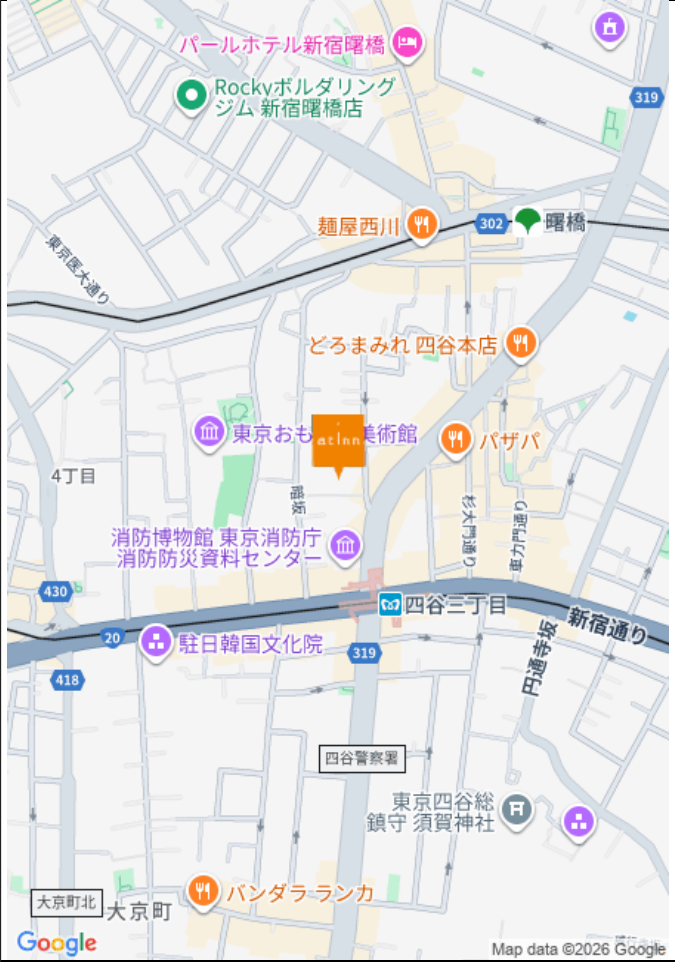 パールホテル新宿曙橋
Rockyボルダリング
ジム 新宿曙橋店
319
麺屋西川
302
曙橋
東京医大通り
どろまみれ 四谷本店
東京おも
美術館
at Inn
パザパ
4丁目
暗坂
杉大門通り
車力門通り
消防博物館 東京消防庁
消防防災資料センター
430
四谷三丁目
20
新宿通り
駐日韓国文化院
319
円通寺坂
418
四谷警察署
東京四谷総
鎮守 須賀神社
バンダラ ランカ
大京町北
大京町
Google
Map data ©2026 Google